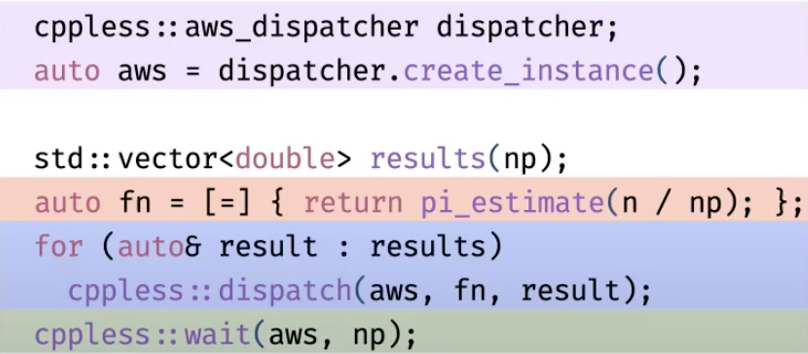 cppless::aws_dispatcher dispatcher;
auto aws = dispatcher.create_instance();
std::vector<double> results(np);
auto fn = [=] { return pi_estimate(n / np); };
for (auto& result : results)
cppless::dispatch(aws, fn, result);
cppless::wait(aws, np);